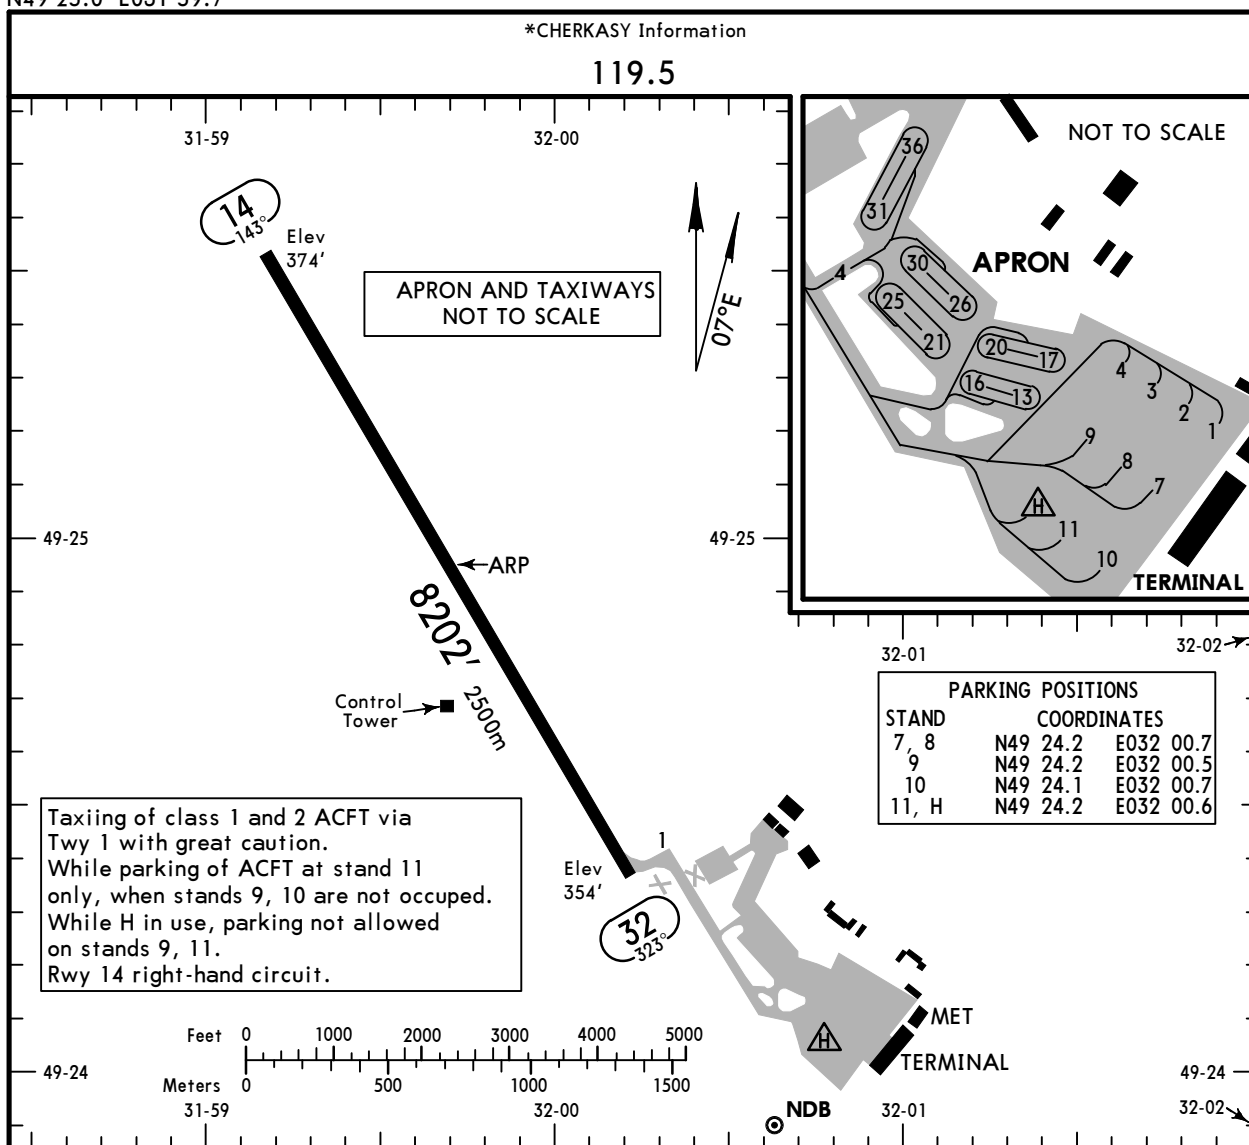 *CHERKASY Information
119.5
31-59
32-00
14
143°
Elev
374'
APRON AND TAXIWAYS
NOT TO SCALE
07°E
NOT TO SCALE
36
31
4
30
26
25
21
APRON
20
17
16
13
4
3
2
1
9
8
7
H
11
10
TERMINAL
49-25
49-25
ARP
8202'
2500m
Control
Tower
32-01
32-02
PARKING POSITIONS
STAND COORDINATES
7, 8 N49 24.2 E032 00.7
9 N49 24.2 E032 00.5
10 N49 24.1 E032 00.7
11, H N49 24.2 E032 00.6
Taxiing of class 1 and 2 ACFT via
Twy 1 with great caution.
While parking of ACFT at stand 11
only, when stands 9, 10 are not occuped.
While H in use, parking not allowed
on stands 9, 11.
Rwy 14 right-hand circuit.
Elev
354'
1
32
323°
H
MET
TERMINAL
Feet 0 1000 2000 3000 4000 5000
Meters 0 500 1000 1500
49-24
49-24
31-59
32-00
NDB
32-01
32-02